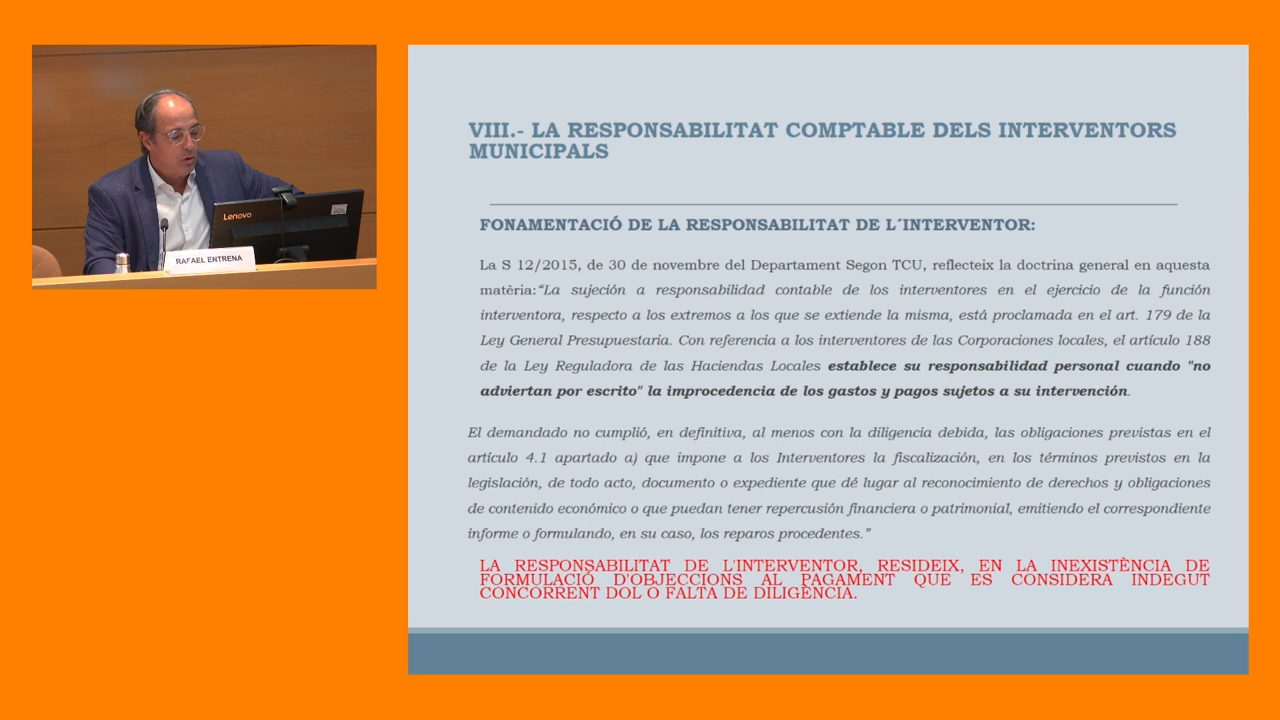 Lenovo
RAFAEL ENTRENA
VIII.- LA RESPONSABILITAT COMPTABLE DELS INTERVENTORS
MUNICIPALS
FONAMENTACIÓ DE LA RESPONSABILITAT DE L´INTERVENTOR:
La S 12/2015, de 30 de novembre del Departament Segon TCU, reflecteix la doctrina general en aquesta
matèria:“La sujeción a responsabilidad contable de los interventores en el ejercicio de la función
interventora, respecto a los extremos a los que se extiende la misma, está proclamada en el art. 179 de la
Ley General Presupuestaria. Con referencia a los interventores de las Corporaciones locales, el artículo 188
de la Ley Reguladora de las Haciendas Locales establece su responsabilidad personal cuando "no
adviertan por escrito" la improcedencia de los gastos y pagos sujetos a su intervención.
El demandado no cumplió, en definitiva, al menos con la diligencia debida, las obligaciones previstas en el
artículo 4.1 apartado a) que impone a los Interventores la fiscalización, en los términos previstos en la
legislación, de todo acto, documento o expediente que dé lugar al reconocimiento de derechos y obligaciones
de contenido económico o que puedan tener repercusión financiera o patrimonial, emitiendo el correspondiente
informe o formulando, en su caso, los reparos procedentes.”
LA RESPONSABILITAT DE L'INTERVENTOR, RESIDEIX, EN LA INEXISTÈNCIA DE
FORMULACIÓ D'OBJECCIONS AL PAGAMENT QUE ES CONSIDERA INDEGUT
CONCORRENT DOL O FALTA DE DILIGÈNCIA.